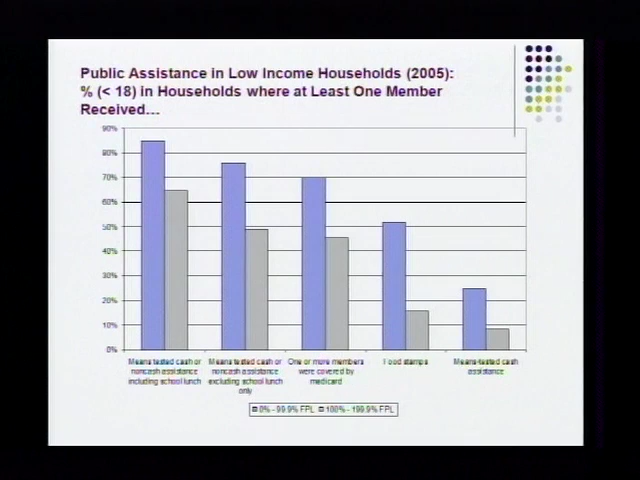 Public Assistance in Low Income Households (2005):
% (< 18) in Households where at Least One Member
Received…
90%
80%
70%
60%
50%
40%
30%
20%
10%
0%
Means tested cash or
noncash assistance
including school lunch
Means tested cash or
noncash assistance
excluding school lunch
only
One or more members
were covered by
medicard
Food stamps
Means-tested cash
assistance
0% - 99.9% FPL
100% - 199.9% FPL